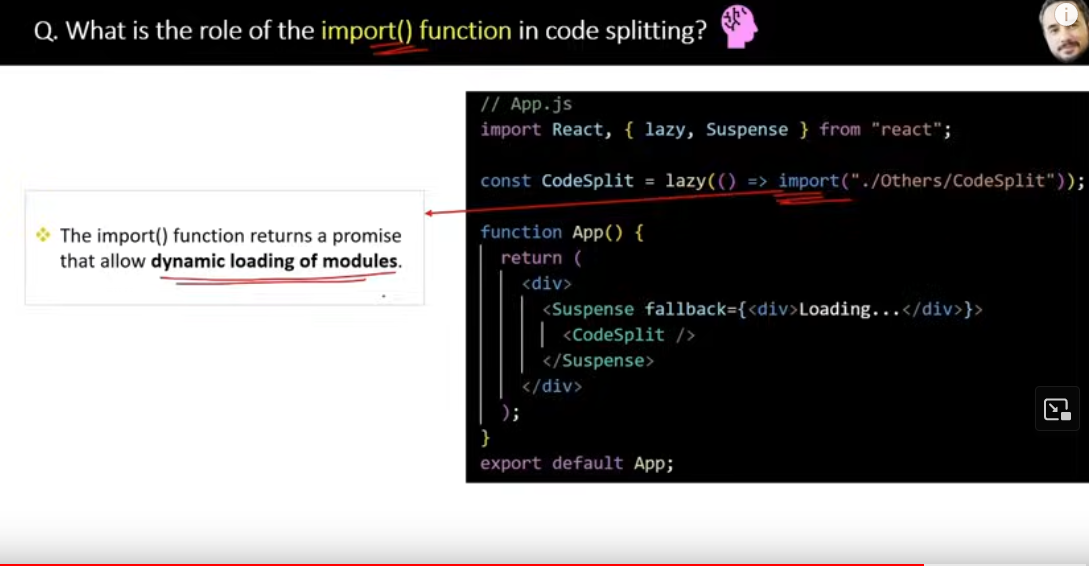 Q. What is the role of the import() function in code splitting?
The import() function returns a promise
that allow dynamic loading of modules.
// App.js
import React, { lazy, Suspense } from "react";
const CodeSplit = lazy(() => import("./Others/CodeSplit"));
function App() {
return (
<div>
<Suspense fallback={<div>Loading...</div>}>
<CodeSplit />
</Suspense>
</div>
);
}
export default App;